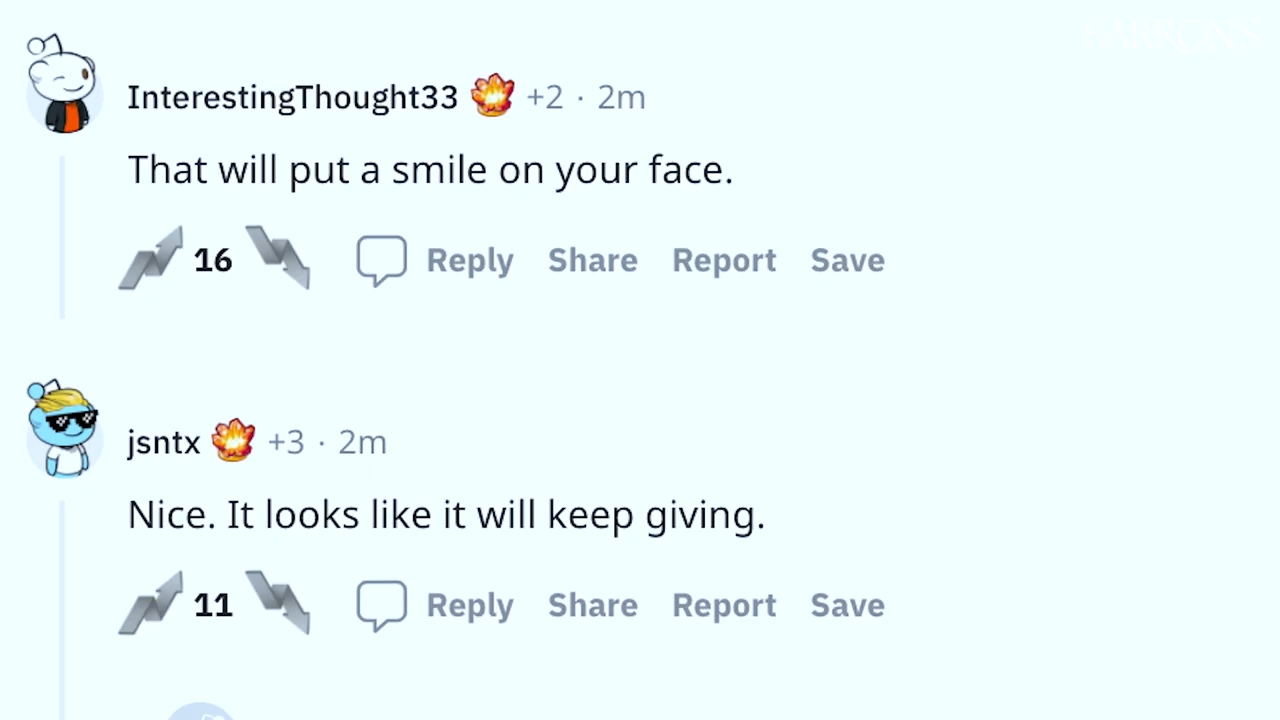 BARRON'S
InterestingThought33 +2 · 2m
That will put a smile on your face.
16 Reply Share Report Save
jsntx +3 · 2m
Nice. It looks like it will keep giving.
11 Reply Share Report Save